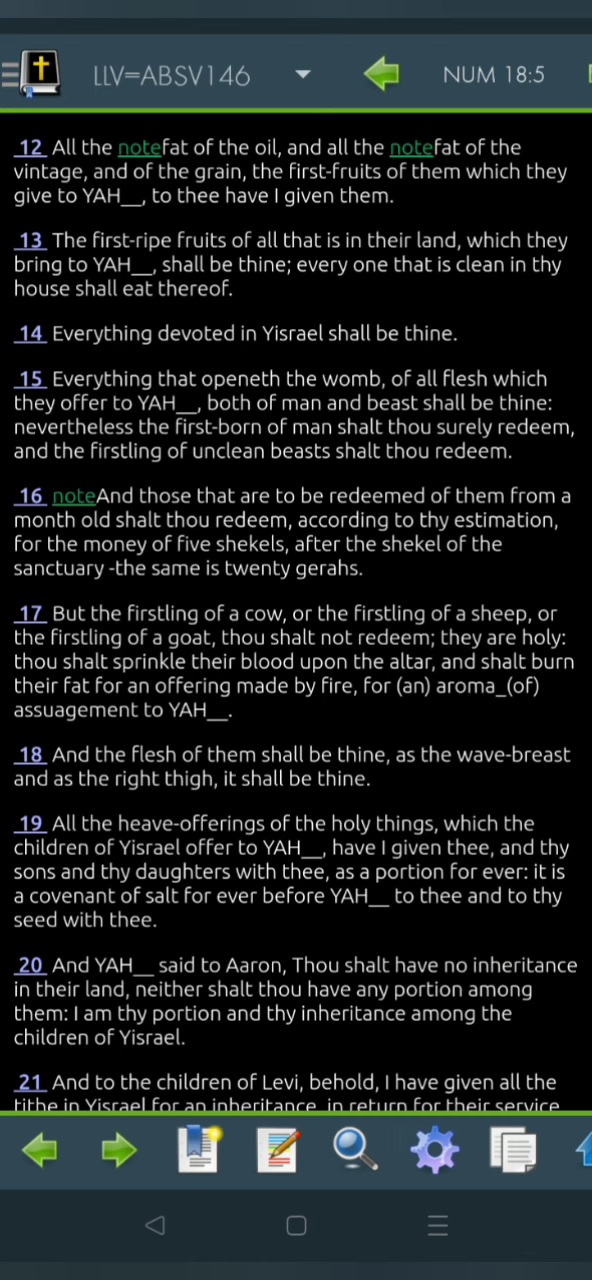 LLV=ABSV146
NUM 18:5
12 All the notefat of the oil, and all the notefat of the
vintage, and of the grain, the first-fruits of them which they
give to YAH__, to thee have I given them.
13 The first-ripe fruits of all that is in their land, which they
bring to YAH__, shall be thine; every one that is clean in thy
house shall eat thereof.
14 Everything devoted in Yisrael shall be thine.
15 Everything that openeth the womb, of all flesh which
they offer to YAH__, both of man and beast shall be thine:
nevertheless the first-born of man shalt thou surely redeem,
and the firstling of unclean beasts shalt thou redeem.
16 noteAnd those that are to be redeemed of them from a
month old shalt thou redeem, according to thy estimation,
for the money of five shekels, after the shekel of the
sanctuary -the same is twenty gerahs.
17 But the firstling of a cow, or the firstling of a sheep, or
the firstling of a goat, thou shalt not redeem; they are holy:
thou shalt sprinkle their blood upon the altar, and shalt burn
their fat for an offering made by fire, for (an) aroma_(of)
assuagement to YAH__.
18 And the flesh of them shall be thine, as the wave-breast
and as the right thigh, it shall be thine.
19 All the heave-offerings of the holy things, which the
children of Yisrael offer to YAH__, have I given thee, and thy
sons and thy daughters with thee, as a portion for ever: it is
a covenant of salt for ever before YAH__ to thee and to thy
seed with thee.
20 And YAH__ said to Aaron, Thou shalt have no inheritance
in their land, neither shalt thou have any portion among
them: I am thy portion and thy inheritance among the
children of Yisrael.
21 And to the children of Levi, behold, I have given all the
tithe in Yisrael for an inheritance, in return for their service